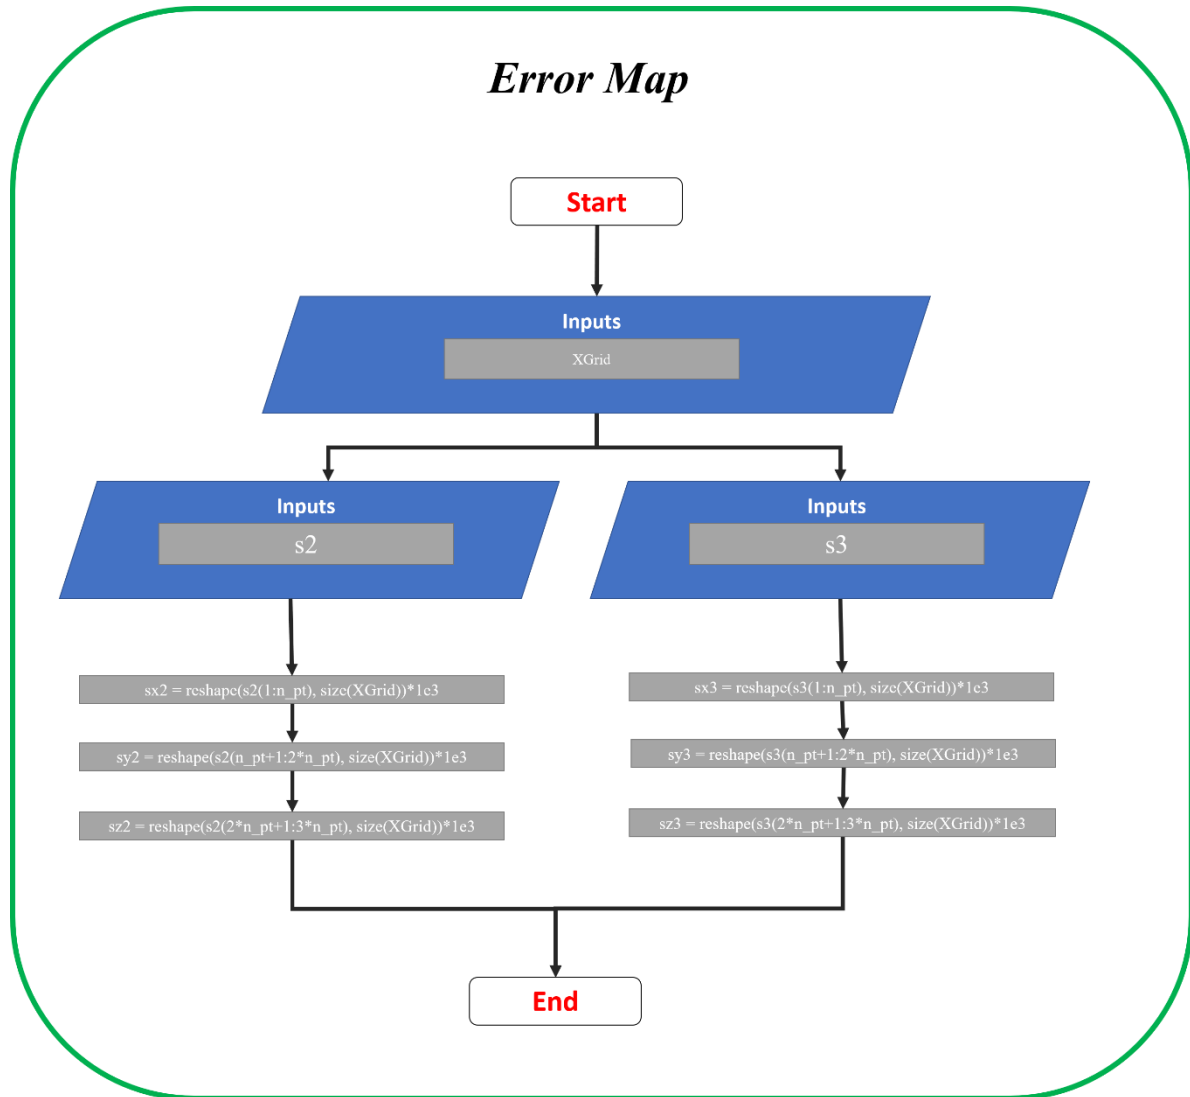 Error Map
Start
Inputs
XGrid
Inputs
s2
Inputs
s3
sx2 = reshape(s2(1:n_pt), size(XGrid))*1e3
sy2 = reshape(s2(n_pt+1:2*n_pt), size(XGrid))*1e3
sz2 = reshape(s2(2*n_pt+1:3*n_pt), size(XGrid))*1e3
sx3 = reshape(s3(1:n_pt), size(XGrid))*1e3
sy3 = reshape(s3(n_pt+1:2*n_pt), size(XGrid))*1e3
sz3 = reshape(s3(2*n_pt+1:3*n_pt), size(XGrid))*1e3
End